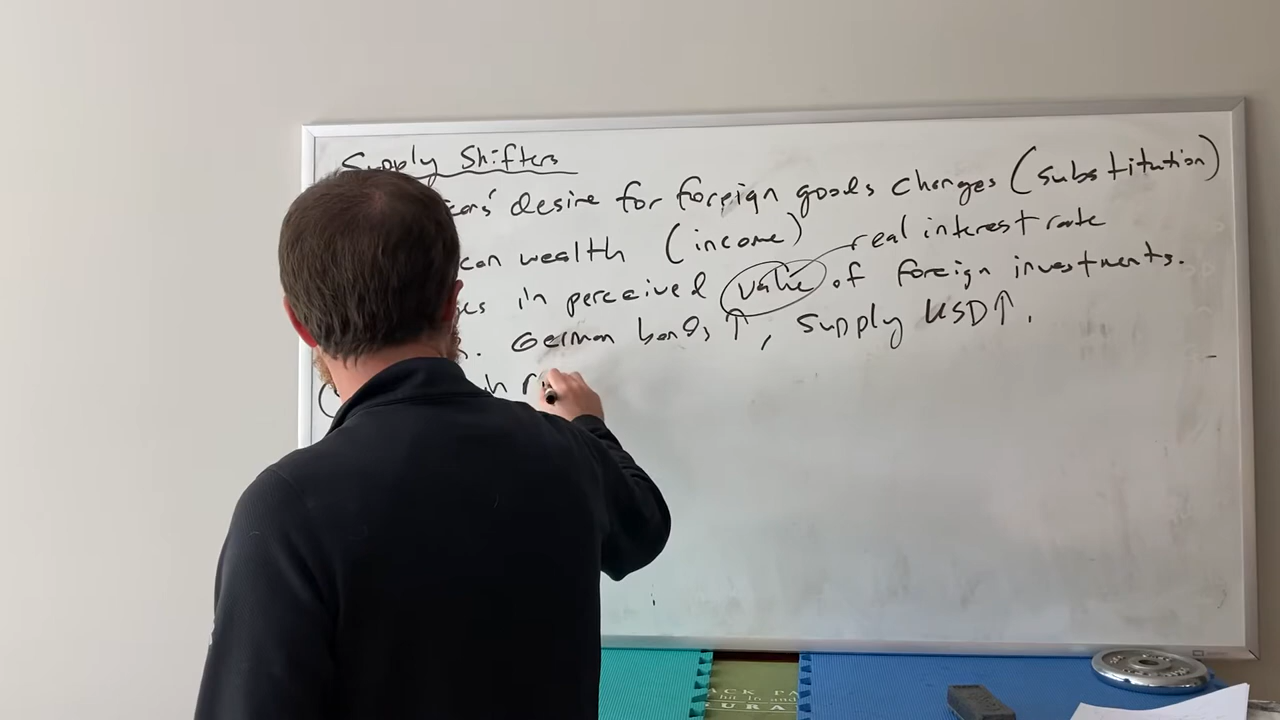 Supply Shifters
desire for foreign goods changes (substitution)
wealth (income) real interest rate
in perceived value of foreign investments.
German bonds ↑, supply USD↑.